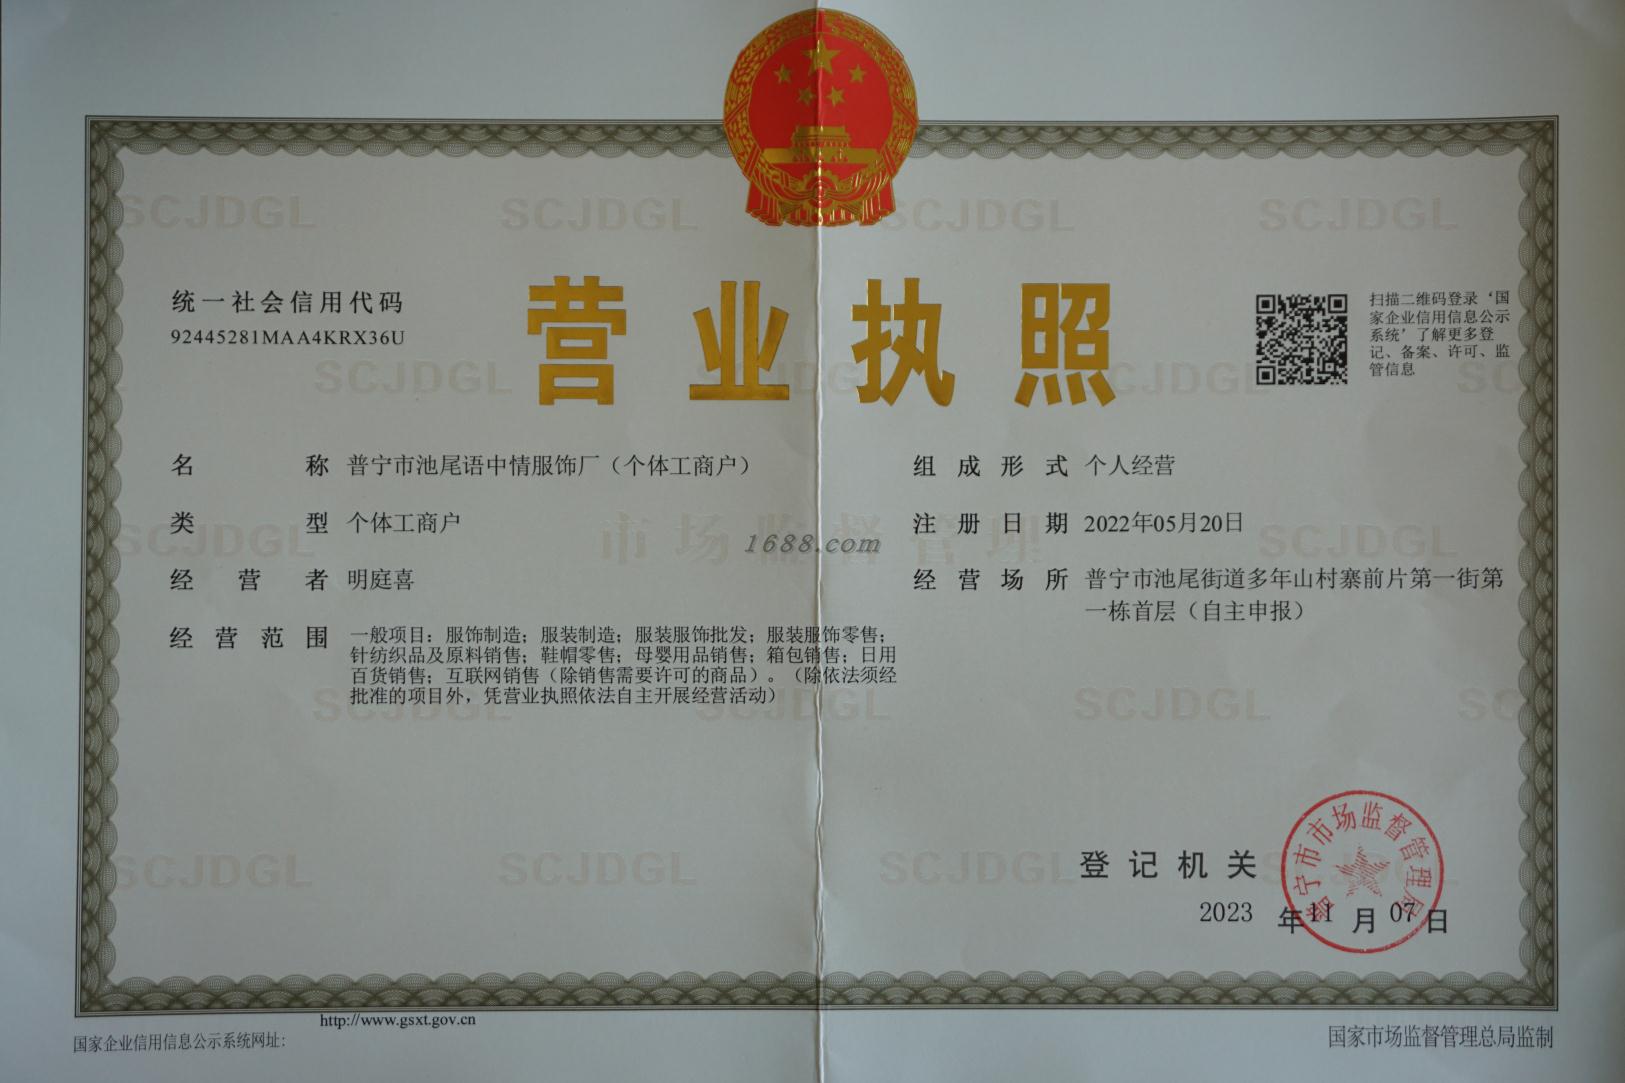 统一社会信用代码
92445281MAA4KRX36U
营业执照
扫描二维码登录‘国
家企业信用信息公示
系统’了解更多登
记、备案、许可、监
管信息
名称 普宁市池尾语中情服饰厂（个体工商户）
类型 个体工商户
经营者 明庭喜
经营范围 一般项目：服饰制造；服装制造；服装服饰批发；服装服饰零售；
针纺织品及原料销售；鞋帽零售；母婴用品销售；箱包销售；日用
百货销售；互联网销售（除销售需要许可的商品）。（除依法须经
批准的项目外，凭营业执照依法自主开展经营活动）
组成形式 个人经营
注册日期 2022年05月20日
经营场所 普宁市池尾街道多年山村寨前片第一街第
一栋首层（自主申报）
市场监督管理
1688.com
SCJDGL
登记机关
普宁市市场监督管理局
2023年11月07日
http://www.gsxt.gov.cn
国家企业信用信息公示系统网址:
国家市场监督管理总局监制